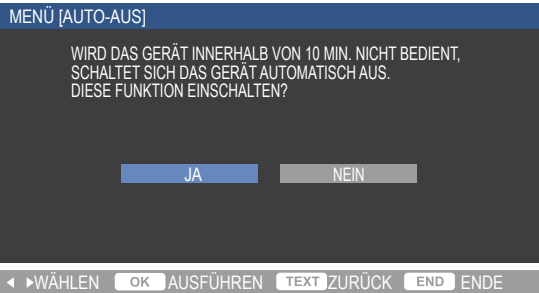 MENÜ [AUTO-AUS]
WIRD DAS GERÄT INNERHALB VON 10 MIN. NICHT BEDIENT,
SCHALTET SICH DAS GERÄT AUTOMATISCH AUS.
DIESE FUNKTION EINSCHALTEN?
JA NEIN
WÄHLEN OK AUSFÜHREN TEXT ZURÜCK END ENDE